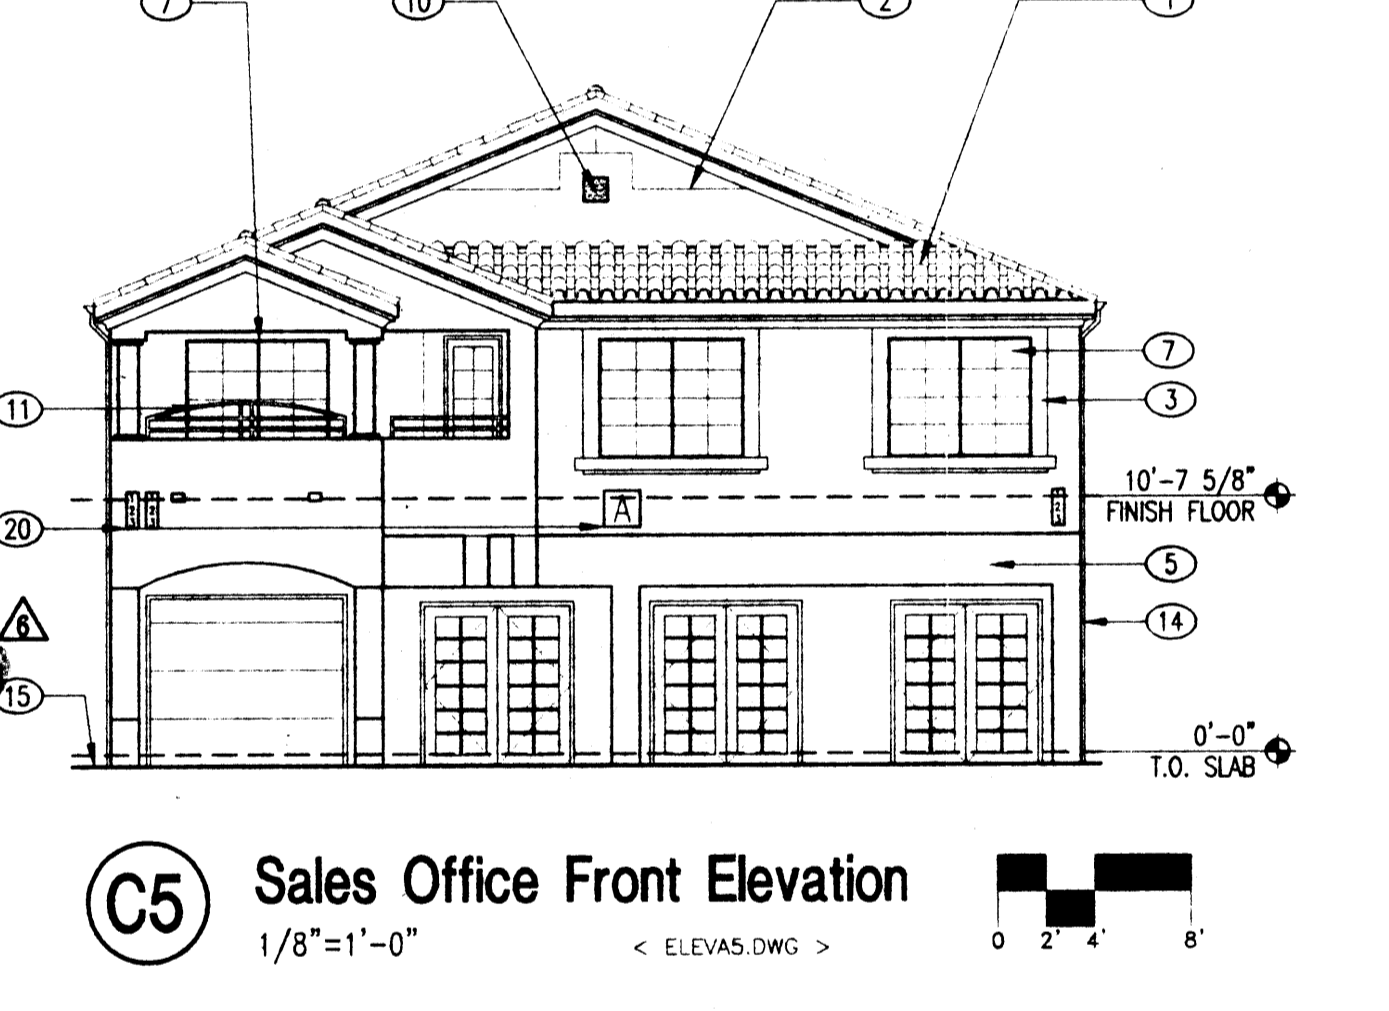 7 10 2 1
7
11
3
10'-7 5/8"
FINISH FLOOR
20
A
5
6
14
15
0'-0"
T.O. SLAB
C5
Sales Office Front Elevation
1/8"=1'-0"
< ELEVA5.DWG >
0 2' 4' 8'